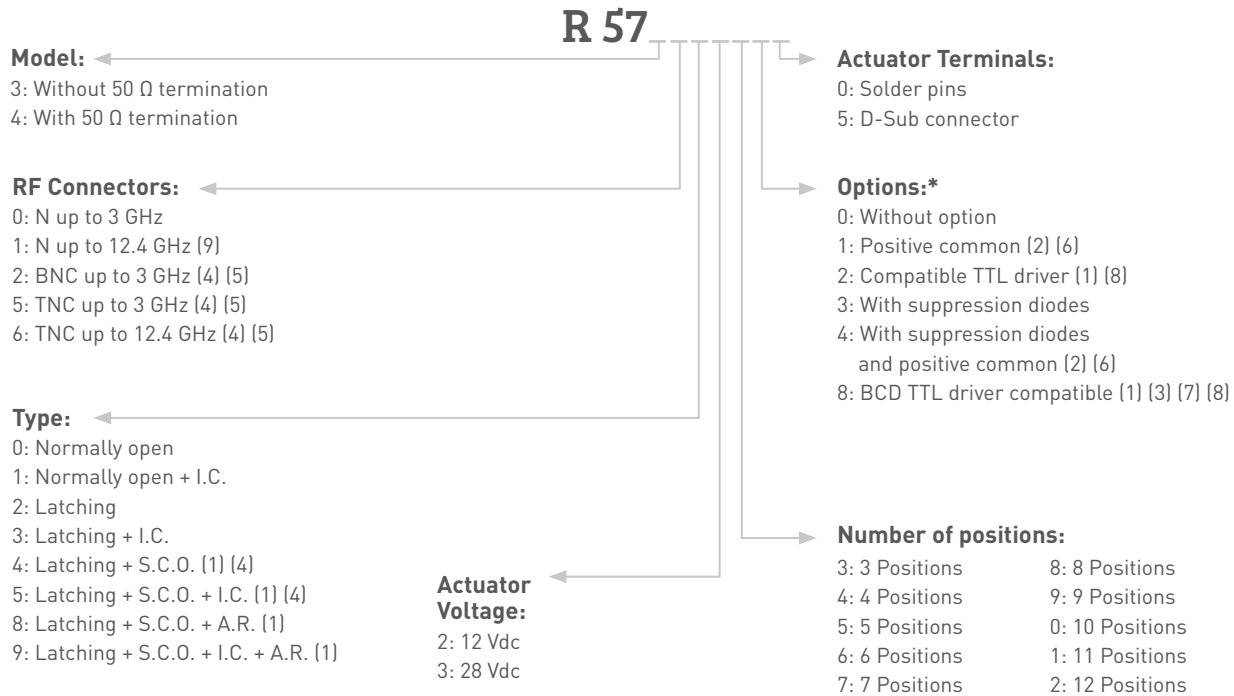 R 57_ _ _ _ _ _ _
Model:
3: Without 50 Ω termination
4: With 50 Ω termination
RF Connectors:
0: N up to 3 GHz
1: N up to 12.4 GHz (9)
2: BNC up to 3 GHz (4) (5)
5: TNC up to 3 GHz (4) (5)
6: TNC up to 12.4 GHz (4) (5)
Type:
0: Normally open
1: Normally open + I.C.
2: Latching
3: Latching + I.C.
4: Latching + S.C.O. (1) (4)
5: Latching + S.C.O. + I.C. (1) (4)
8: Latching + S.C.O. + A.R. (1)
9: Latching + S.C.O. + I.C. + A.R. (1)
Actuator
Voltage:
2: 12 Vdc
3: 28 Vdc
Actuator Terminals:
0: Solder pins
5: D-Sub connector
Options:*
0: Without option
1: Positive common (2) (6)
2: Compatible TTL driver (1) (8)
3: With suppression diodes
4: With suppression diodes
and positive common (2) (6)
8: BCD TTL driver compatible (1) (3) (7) (8)
Number of positions:
3: 3 Positions
4: 4 Positions
5: 5 Positions
6: 6 Positions
7: 7 Positions
8: 8 Positions
9: 9 Positions
0: 10 Positions
1: 11 Positions
2: 12 Positions